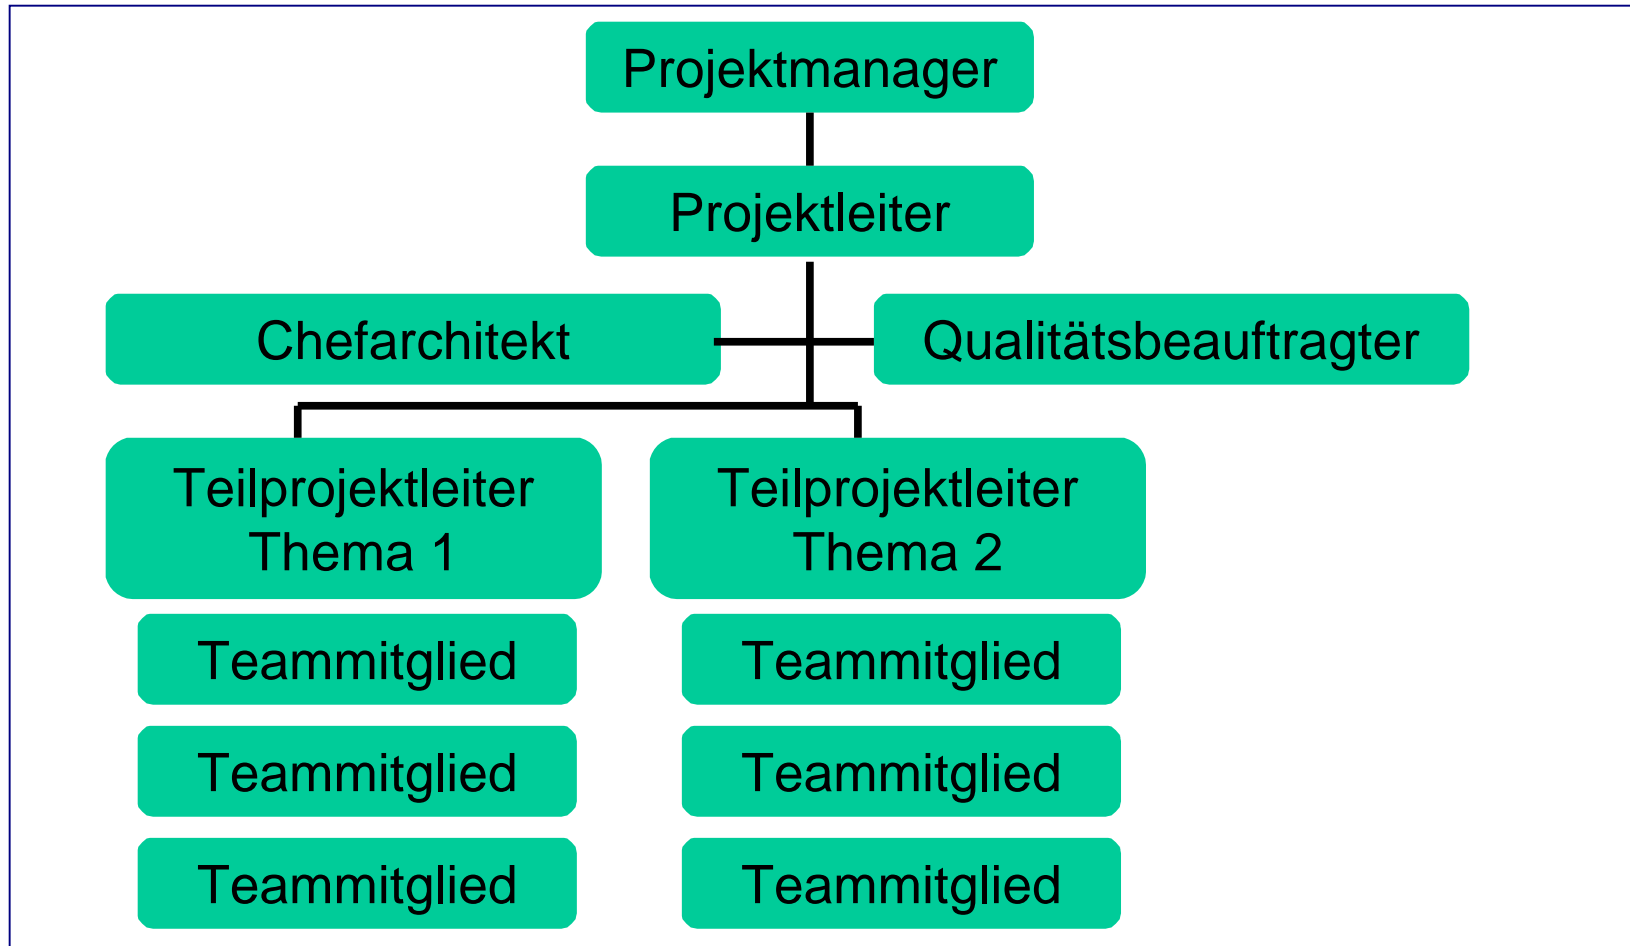 Projektmanager
Projektleiter
Chefarchitekt
Qualitätsbeauftragter
Teilprojektleiter
Thema 1
Teilprojektleiter
Thema 2
Teammitglied
Teammitglied
Teammitglied
Teammitglied
Teammitglied
Teammitglied